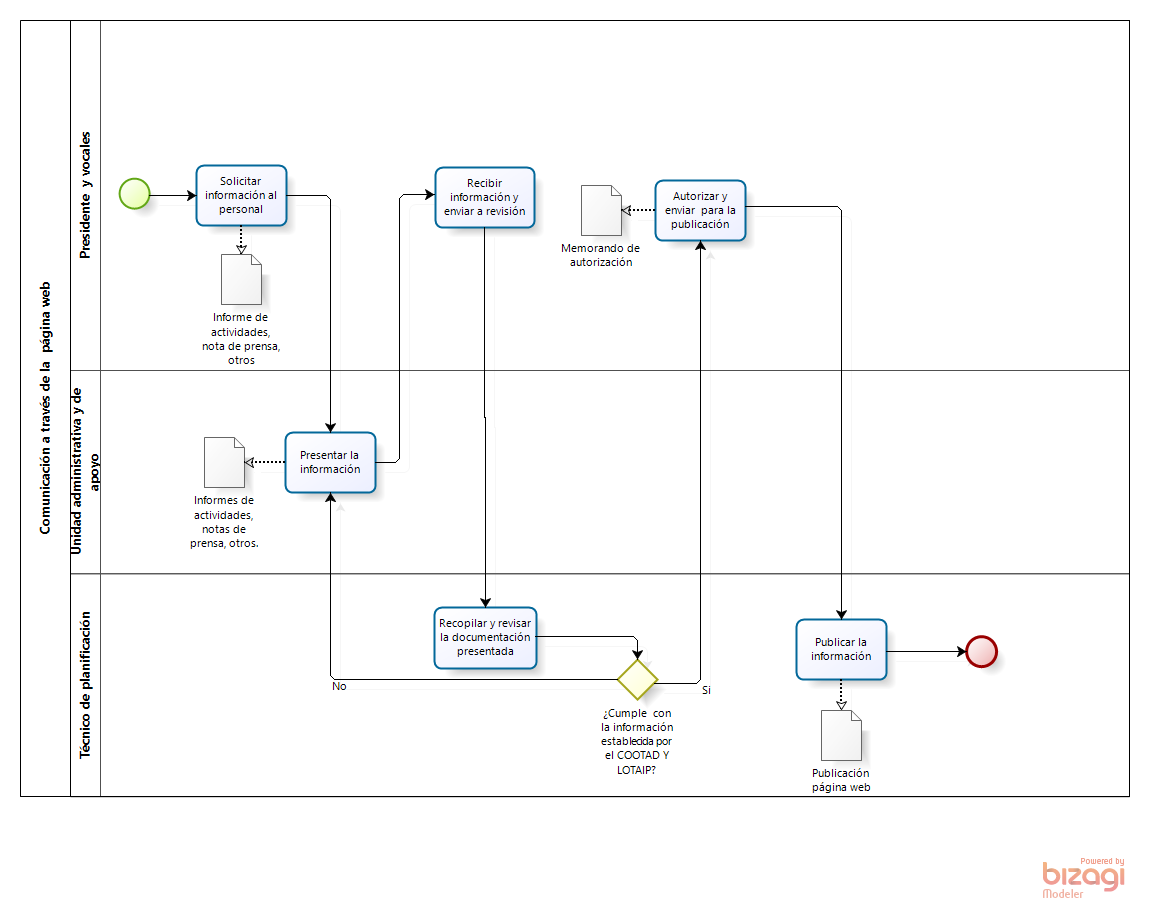 Comunicación a través de la  página web
Presidente  y vocales
Solicitar
información al
personal
Informe de
actividades,
nota de prensa,
otros
Recibir
información y
enviar a revisión
Memorando de
autorización
Autorizar y
enviar  para la
publicación
Unidad administrativa y de
apoyo
Presentar la
información
Informes de
actividades,
notas de
prensa, otros.
Técnico de planificación
Recopilar y revisar
la documentación
presentada
No
Si
¿Cumple  con
la información
establecida por
el COOTAD Y
LOTAIP?
Publicar la
información
Publicación
página web
Powered by
bizagi
Modeler